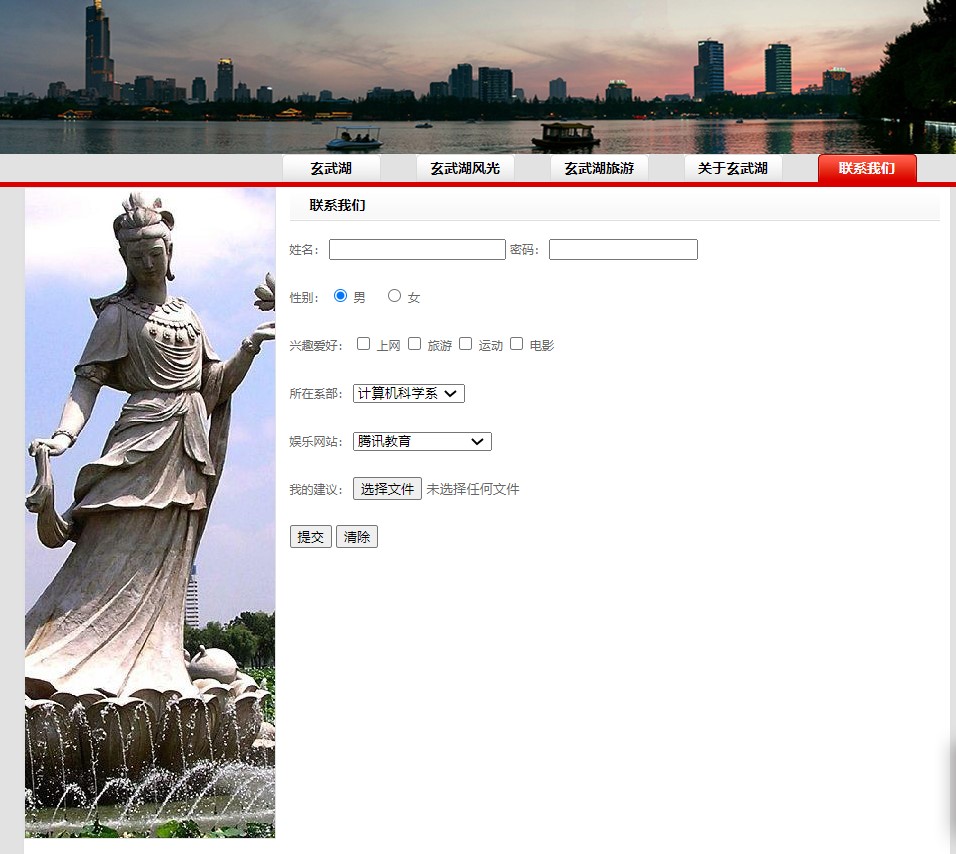 玄武湖 玄武湖风光 玄武湖旅游 关于玄武湖 联系我们
联系我们
姓名： 密码：
性别： 男 女
兴趣爱好： 上网 旅游 运动 电影
所在系部： 计算机科学系
娱乐网站： 腾讯教育
我的建议： 选择文件 未选择任何文件
提交 清除